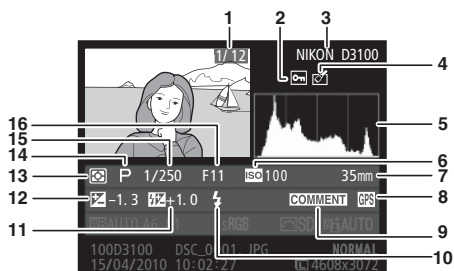 1
2
3
1/12
NIKON D3100
4
5
16
15
14
6
13
P
1/250
F11
ISO 100
35mm
7
12
-1.3
+1.0
COMMENT
GPS
8
9
11
10
AUTO A6
sRGB
SD
AUTO
100D3100
DSC_0001
JPG
NORMAL
15/04/2010
10:02:27
L 4608x3072